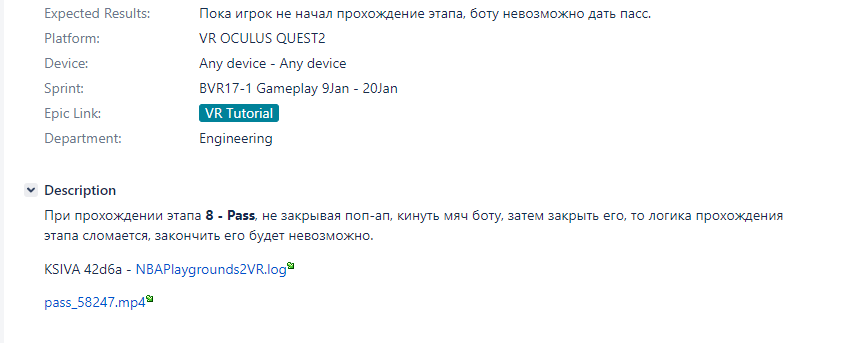 Expected Results: Пока игрок не начал прохождение этапа, боту невозможно дать пасс.
Platform: VR OCULUS QUEST2
Device: Any device - Any device
Sprint: BVR17-1 Gameplay 9Jan - 20Jan
Epic Link: VR Tutorial
Department: Engineering
Description
При прохождении этапа 8 - Pass, не закрывая поп-ап, кинуть мяч боту, затем закрыть его, то логика прохождения
этапа сломается, закончить его будет невозможно.
KSIVA 42d6a - NBAPlaygrounds2VR.log
pass_58247.mp4